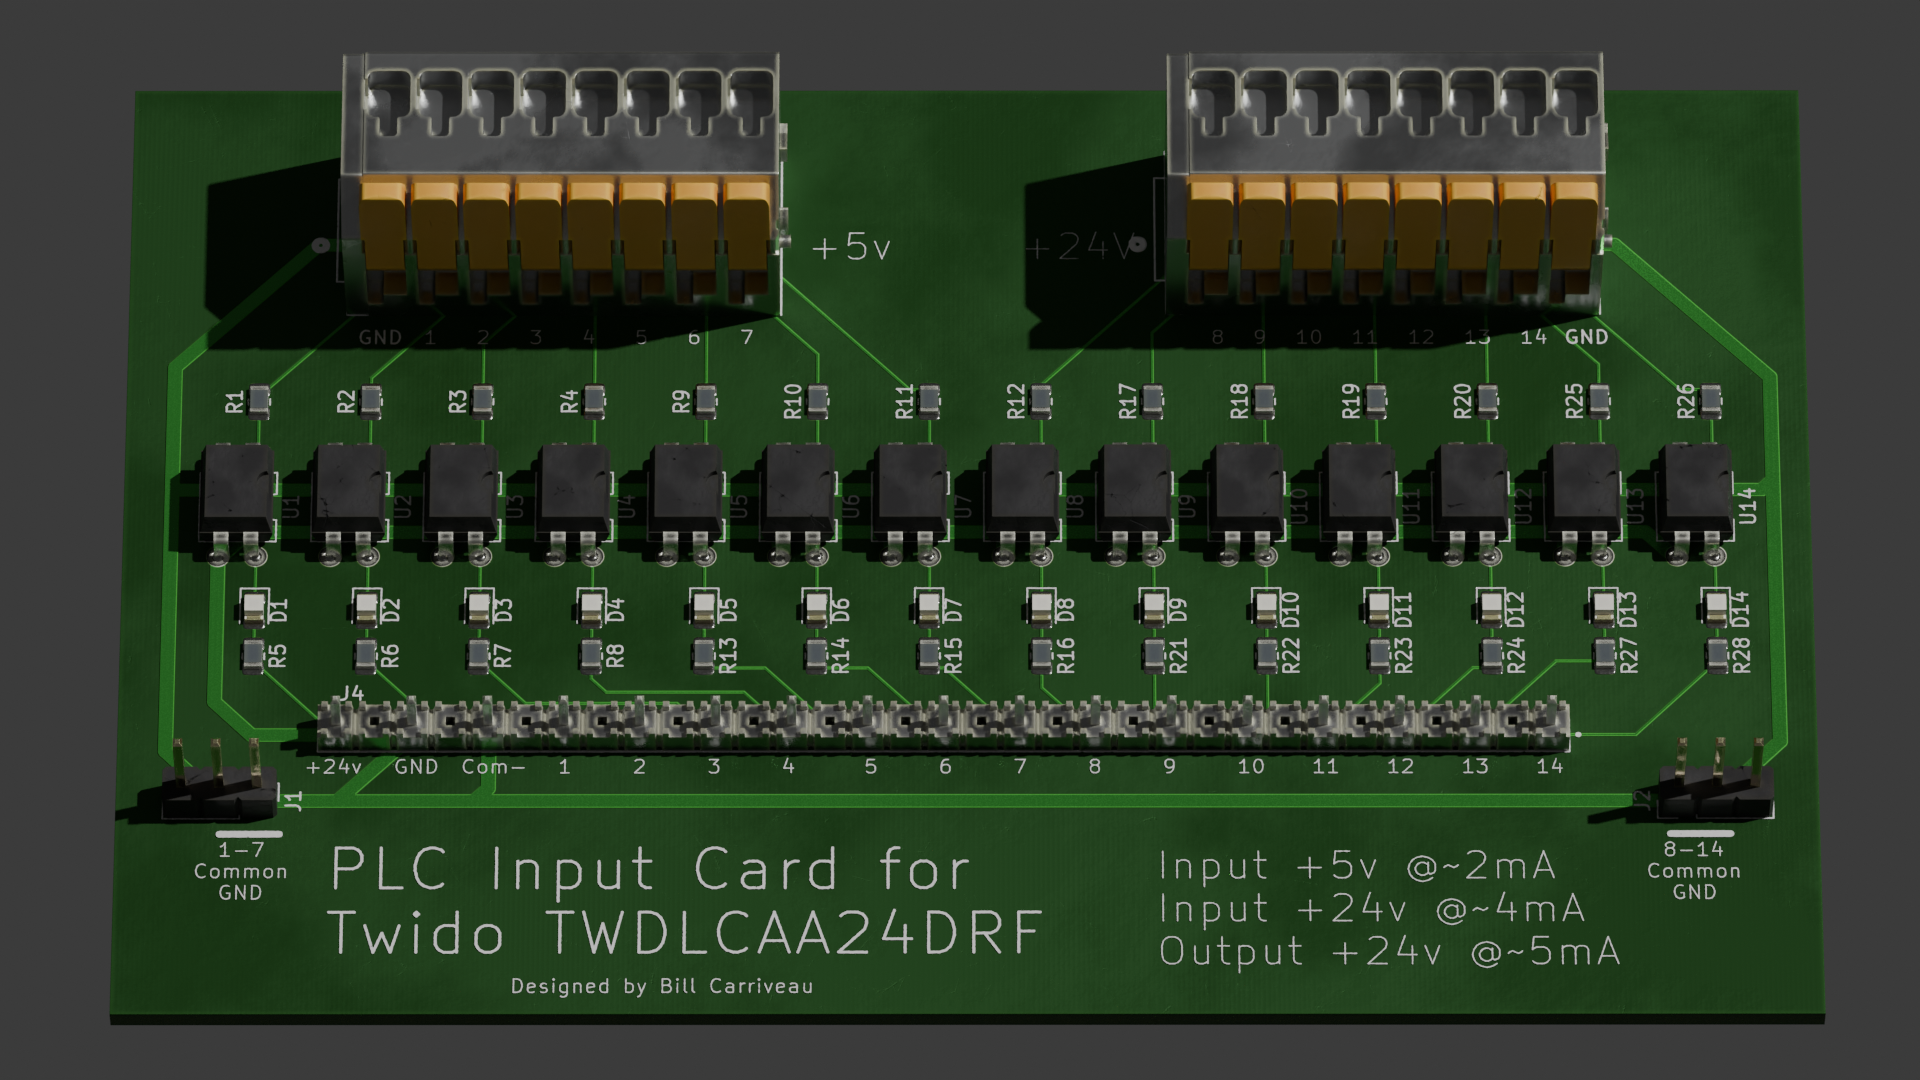 +5v
+24V
GND 1 2 3 4 5 6 7
8 9 10 11 12 13 14 GND
R1 R2 R3 R4 R9 R10 R11 R12 R17 R18 R19 R20 R25 R26
U1 U2 U3 U4 U5 U6 U7 U8 U9 U10 U11 U12 U13 U14
D1 D2 D3 D4 D5 D6 D7 D8 D9 D10 D11 D12 D13 D14
R5 R6 R7 R8 R13 R14 R15 R16 R21 R22 R23 R24 R27 R28
J4
+24v GND Com- 1 2 3 4 5 6 7 8 9 10 11 12 13 14
J1
J2
1-7
Common
GND
8-14
Common
GND
PLC Input Card for
Twido TWDLCAA24DRF
Designed by Bill Carriveau
Input +5v @~2mA
Input +24v @~4mA
Output +24v @~5mA